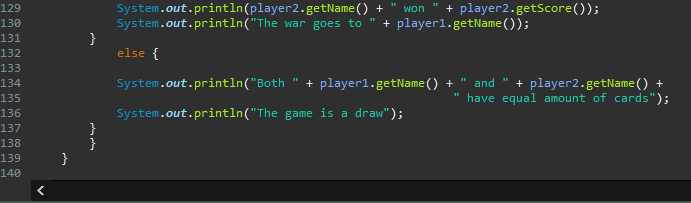 129 System.out.println(player2.getName() + " won " + player2.getScore());
130 System.out.println("The war goes to " + player1.getName());
131 }
132 else {
133
134 System.out.println("Both " + player1.getName() + " and " + player2.getName() +
135 " have equal amount of cards");
136 System.out.println("The game is a draw");
137 }
138 }
139 }
140